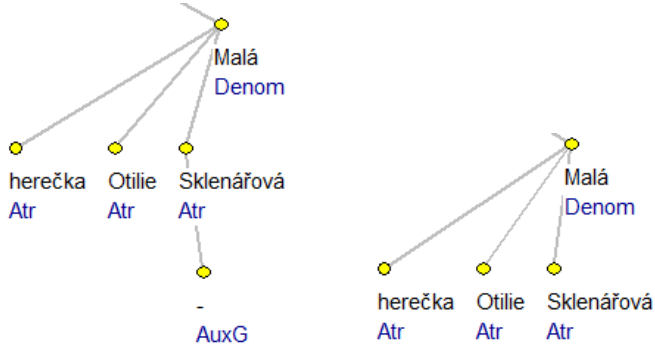 Malá
Denom
herečka Otilie Sklenářová
Atr Atr Atr
-
AuxG
Malá
Denom
herečka Otilie Sklenářová
Atr Atr Atr